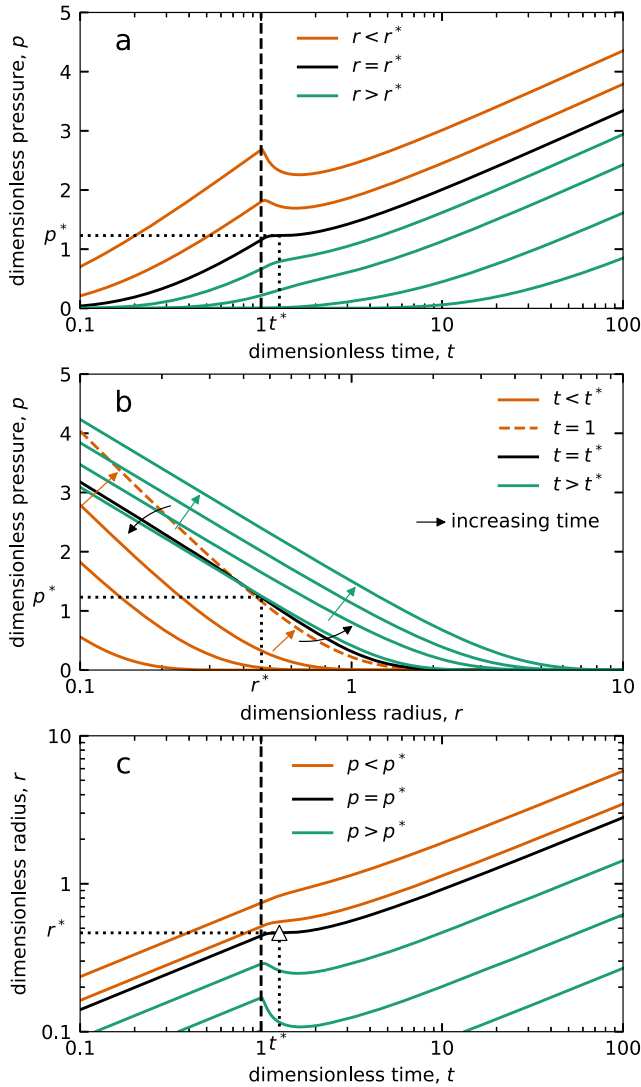 a
r < r*
r = r*
r > r*
dimensionless pressure, p
5
4
3
2
1
0
p*
0.1
1
t*
10
100
dimensionless time, t
b
t < t*
t = 1
t = t*
t > t*
increasing time
dimensionless pressure, p
5
4
3
2
1
0
p*
0.1
r*
1
10
dimensionless radius, r
c
p < p*
p = p*
p > p*
dimensionless radius, r
10
1
r*
0.1
0.1
1
t*
10
100
dimensionless time, t